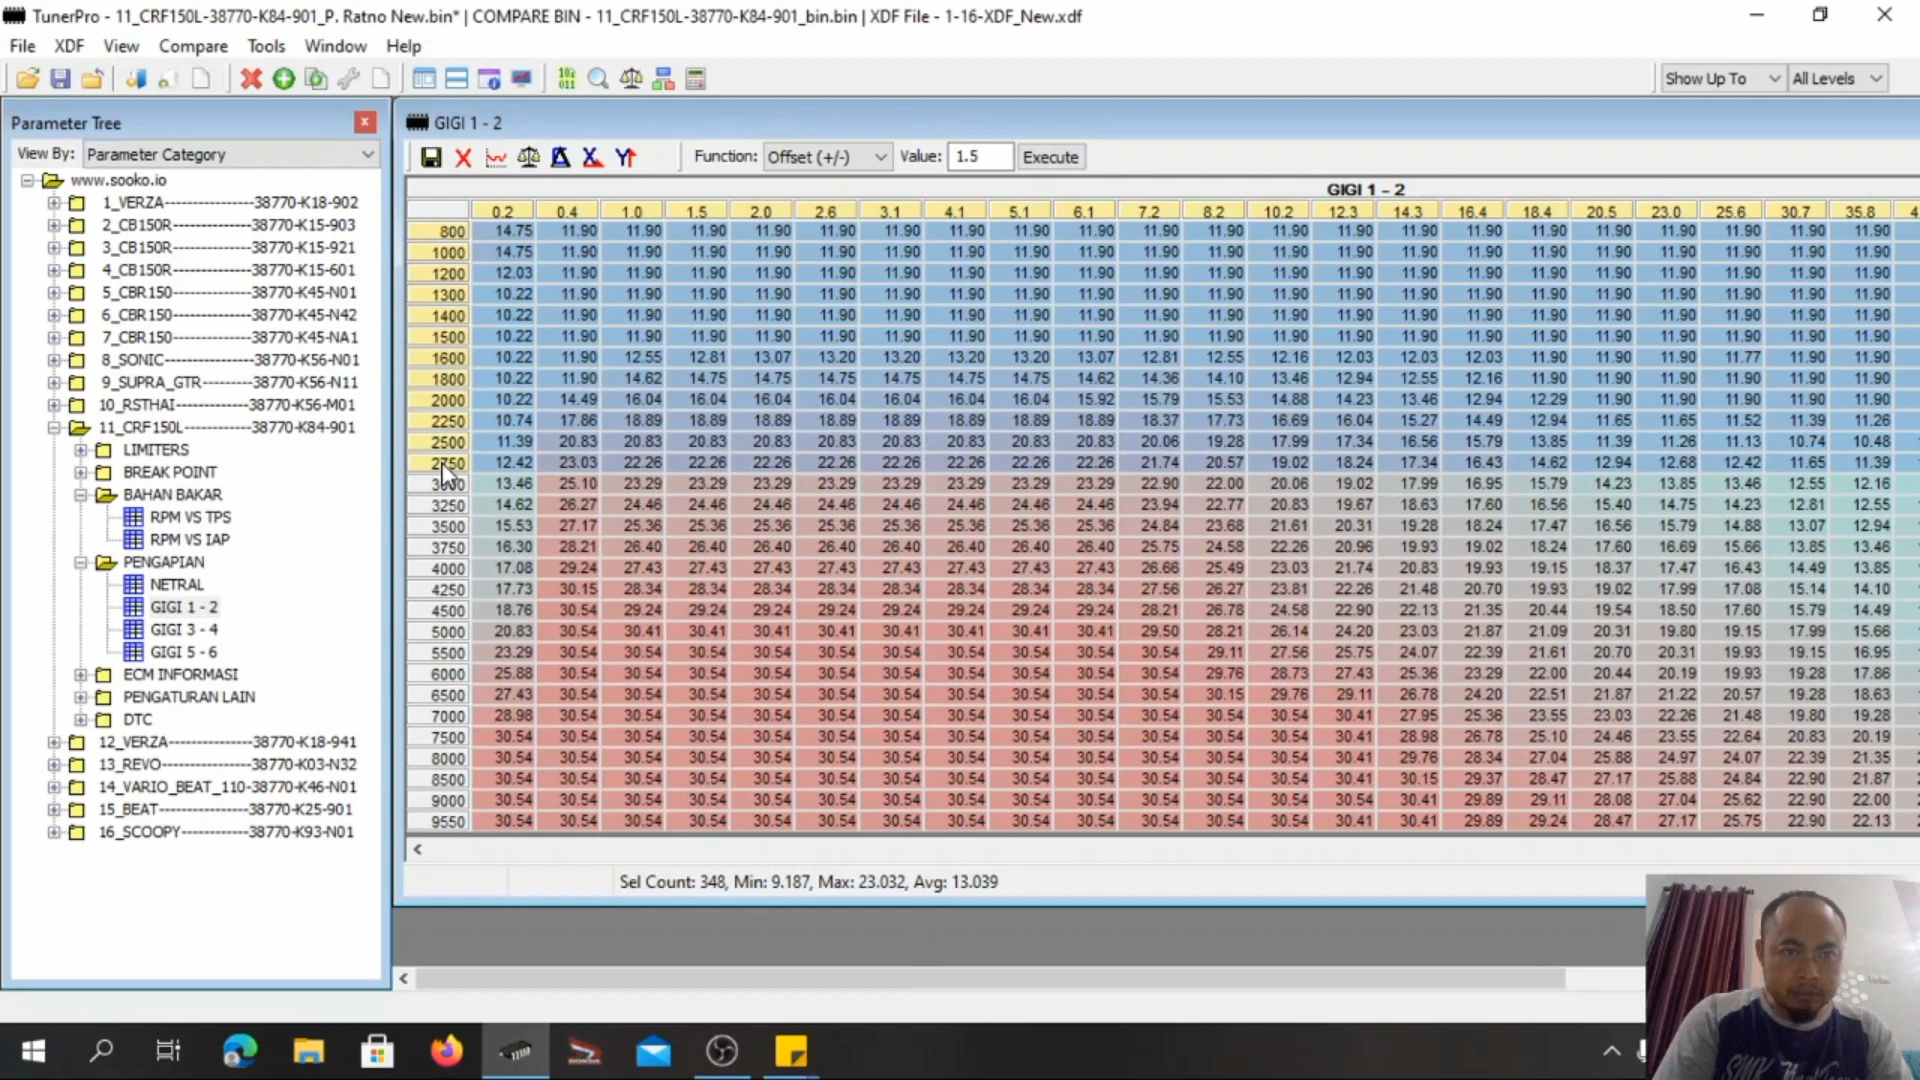 TunerPro - 11_CRF150L-38770-K84-901_P. Ratno New.bin* | COMPARE BIN - 11_CRF150L-38770-K84-901_bin.bin | XDF File - 1-16-XDF_New.xdf
File XDF View Compare Tools Window Help
Show Up To All Levels
Parameter Tree
View By: Parameter Category
www.sooko.io
1_VERZA-----------------38770-K18-902
2_CB150R---------------38770-K15-903
3_CB150R---------------38770-K15-921
4_CB150R---------------38770-K15-601
5_CBR150---------------38770-K45-N01
6_CBR150---------------38770-K45-N42
7_CBR150---------------38770-K45-NA1
8_SONIC----------------38770-K56-N01
9_SUPRA_GTR---------38770-K56-N11
10_RSTHAI-------------38770-K56-M01
11_CRF150L------------38770-K84-901
LIMITERS
BREAK POINT
BAHAN BAKAR
RPM VS TPS
RPM VS IAP
PENGAPIAN
NETRAL
GIGI 1 - 2
GIGI 3 - 4
GIGI 5 - 6
ECM INFORMASI
PENGATURAN LAIN
DTC
12_VERZA---------------38770-K18-941
13_REVO----------------38770-K03-N32
14_VARIO_BEAT_110-38770-K46-N01
15_BEAT----------------38770-K25-901
16_SCOOPY------------38770-K93-N01
GIGI 1 - 2
Function: Offset (+/-) Value: 1.5 Execute
GIGI 1 - 2
0.2 0.4 1.0 1.5 2.0 2.6 3.1 4.1 5.1 6.1 7.2 8.2 10.2 12.3 14.3 16.4 18.4 20.5 23.0 25.6 30.7 35.8
800 14.75 11.90 11.90 11.90 11.90 11.90 11.90 11.90 11.90 11.90 11.90 11.90 11.90 11.90 11.90 11.90 11.90 11.90 11.90 11.90 11.90 11.90
1000 14.75 11.90 11.90 11.90 11.90 11.90 11.90 11.90 11.90 11.90 11.90 11.90 11.90 11.90 11.90 11.90 11.90 11.90 11.90 11.90 11.90 11.90
1200 12.03 11.90 11.90 11.90 11.90 11.90 11.90 11.90 11.90 11.90 11.90 11.90 11.90 11.90 11.90 11.90 11.90 11.90 11.90 11.90 11.90 11.90
1300 10.22 11.90 11.90 11.90 11.90 11.90 11.90 11.90 11.90 11.90 11.90 11.90 11.90 11.90 11.90 11.90 11.90 11.90 11.90 11.90 11.90 11.90
1400 10.22 11.90 11.90 11.90 11.90 11.90 11.90 11.90 11.90 11.90 11.90 11.90 11.90 11.90 11.90 11.90 11.90 11.90 11.90 11.90 11.90 11.90
1500 10.22 11.90 11.90 11.90 11.90 11.90 11.90 11.90 11.90 11.90 11.90 11.90 11.90 11.90 11.90 11.90 11.90 11.90 11.90 11.90 11.90 11.90
1600 10.22 11.90 12.55 12.81 13.07 13.20 13.20 13.20 13.20 13.07 12.81 12.55 12.16 12.03 12.03 12.03 11.90 11.90 11.90 11.77 11.90 11.90
1800 10.22 11.90 14.62 14.75 14.75 14.75 14.75 14.75 14.75 14.62 14.36 14.10 13.46 12.94 12.55 12.16 11.90 11.90 11.90 11.90 11.90 11.90
2000 10.22 14.49 16.04 16.04 16.04 16.04 16.04 16.04 16.04 15.92 15.79 15.53 14.88 14.23 13.46 12.94 12.29 11.90 11.90 11.90 11.90 11.90
2250 10.74 17.86 18.89 18.89 18.89 18.89 18.89 18.89 18.89 18.89 18.37 17.73 16.69 16.04 15.27 14.49 12.94 11.65 11.65 11.52 11.39 11.26
2500 11.39 20.83 20.83 20.83 20.83 20.83 20.83 20.83 20.83 20.83 20.06 19.28 17.99 17.34 16.56 15.79 13.85 11.39 11.26 11.13 10.74 10.48
2750 12.42 23.03 22.26 22.26 22.26 22.26 22.26 22.26 22.26 22.26 21.74 20.57 19.02 18.24 17.34 16.43 14.62 12.94 12.68 12.42 11.65 11.39
3000 13.46 25.10 23.29 23.29 23.29 23.29 23.29 23.29 23.29 23.29 22.90 22.00 20.06 19.02 17.99 16.95 15.79 14.23 13.85 13.46 12.55 12.16
3250 14.62 26.27 24.46 24.46 24.46 24.46 24.46 24.46 24.46 24.46 23.94 22.77 20.83 19.67 18.63 17.60 16.56 15.40 14.75 14.23 12.81 12.55
3500 15.53 27.17 25.36 25.36 25.36 25.36 25.36 25.36 25.36 25.36 24.84 23.68 21.61 20.31 19.28 18.24 17.47 16.56 15.79 14.88 13.07 12.94
3750 16.30 28.21 26.40 26.40 26.40 26.40 26.40 26.40 26.40 26.40 25.75 24.58 22.26 20.96 19.93 19.02 18.24 17.60 16.69 15.66 13.85 13.46
4000 17.08 29.24 27.43 27.43 27.43 27.43 27.43 27.43 27.43 27.43 26.66 25.49 23.03 21.74 20.83 19.93 19.15 18.37 17.47 16.43 14.49 13.85
4250 17.73 30.15 28.34 28.34 28.34 28.34 28.34 28.34 28.34 28.34 27.56 26.27 23.81 22.26 21.48 20.70 19.93 19.02 17.99 17.08 15.14 14.10
4500 18.76 30.54 29.24 29.24 29.24 29.24 29.24 29.24 29.24 29.24 28.21 26.78 24.58 22.90 22.13 21.35 20.44 19.54 18.50 17.60 15.79 14.49
5000 20.83 30.54 30.41 30.41 30.41 30.41 30.41 30.41 30.41 30.41 29.50 28.21 26.14 24.20 23.03 21.87 21.09 20.31 19.80 19.15 17.99 15.66
5500 23.29 30.54 30.54 30.54 30.54 30.54 30.54 30.54 30.54 30.54 30.54 29.11 27.56 25.75 24.07 22.39 21.61 20.70 20.31 19.93 19.15 16.95
6000 25.88 30.54 30.54 30.54 30.54 30.54 30.54 30.54 30.54 30.54 30.54 29.76 28.73 27.43 25.36 23.29 22.00 20.44 20.19 19.93 19.28 17.86
6500 27.43 30.54 30.54 30.54 30.54 30.54 30.54 30.54 30.54 30.54 30.54 30.15 29.76 29.11 26.78 24.20 22.51 21.87 21.22 20.57 19.28 18.63
7000 28.98 30.54 30.54 30.54 30.54 30.54 30.54 30.54 30.54 30.54 30.54 30.54 30.54 30.41 27.95 25.36 23.55 23.03 22.26 21.48 19.80 19.28
7500 30.54 30.54 30.54 30.54 30.54 30.54 30.54 30.54 30.54 30.54 30.54 30.54 30.54 30.41 28.98 26.78 25.10 24.46 23.55 22.64 20.83 20.19
8000 30.54 30.54 30.54 30.54 30.54 30.54 30.54 30.54 30.54 30.54 30.54 30.54 30.54 30.54 29.76 28.34 27.04 25.88 24.97 24.07 22.39 21.35
8500 30.54 30.54 30.54 30.54 30.54 30.54 30.54 30.54 30.54 30.54 30.54 30.54 30.54 30.54 30.15 29.37 28.47 27.17 25.88 24.84 22.90 21.87
9000 30.54 30.54 30.54 30.54 30.54 30.54 30.54 30.54 30.54 30.54 30.54 30.54 30.54 30.54 30.41 29.89 29.11 28.08 27.04 25.62 22.90 22.00
9550 30.54 30.54 30.54 30.54 30.54 30.54 30.54 30.54 30.54 30.54 30.54 30.54 30.54 30.41 30.41 29.89 29.24 28.47 27.17 25.75 22.90 22.13
Sel Count: 348, Min: 9.187, Max: 23.032, Avg: 13.039